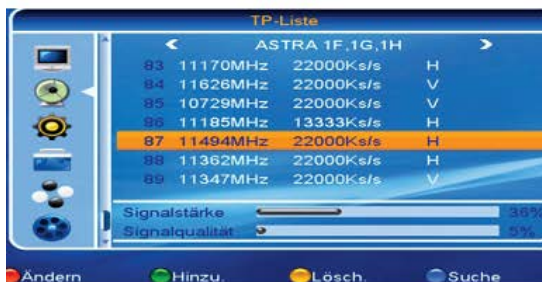 TP-Liste
ASTRA 1F,1G,1H
83 11170MHz 22000Ks/s H
84 11626MHz 22000Ks/s V
85 10729MHz 22000Ks/s V
86 11185MHz 13333Ks/s H
87 11494MHz 22000Ks/s H
88 11362MHz 22000Ks/s H
89 11347MHz 22000Ks/s V
Signalstärke 36%
Signalqualität 5%
Ändern Hinzu. Lösch. Suche